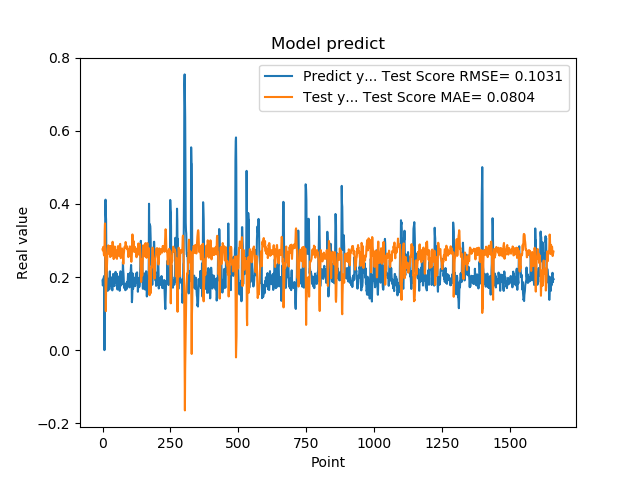 Model predict
Predict y... Test Score RMSE= 0.1031
Test y... Test Score MAE= 0.0804
Real value
0.8
0.6
0.4
0.2
0.0
−0.2
0 250 500 750 1000 1250 1500
Point